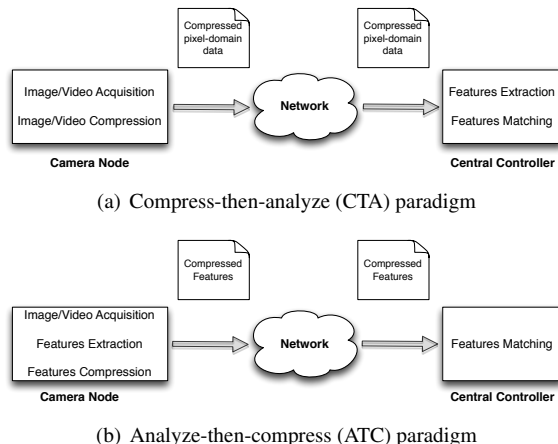 Compressed
pixel-domain
data
Compressed
pixel-domain
data
Image/Video Acquisition
Image/Video Compression
Network
Features Extraction
Features Matching
Camera Node
Central Controller
(a) Compress-then-analyze (CTA) paradigm
Compressed
Features
Compressed
Features
Image/Video Acquisition
Features Extraction
Features Compression
Network
Features Matching
Camera Node
Central Controller
(b) Analyze-then-compress (ATC) paradigm